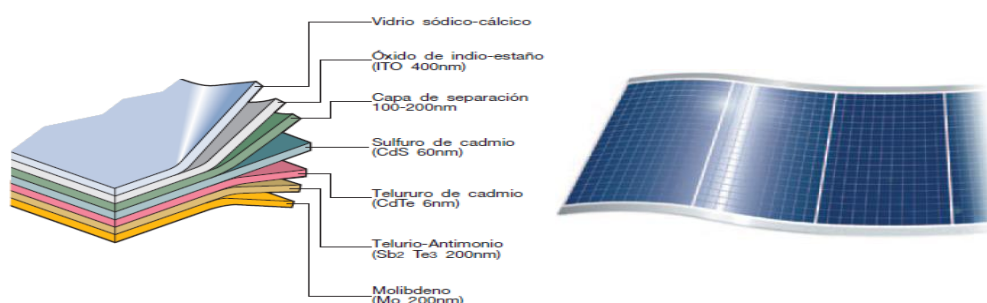 Vidrio sódico-cálcico
Óxido de indio-estaño
(ITO 400nm)
Capa de separación
100-200nm
Sulfuro de cadmio
(CdS 60nm)
Telururo de cadmio
(CdTe 6nm)
Telurio-Antimonio
(Sb2 Te3 200nm)
Molibdeno
(Mo 200nm)